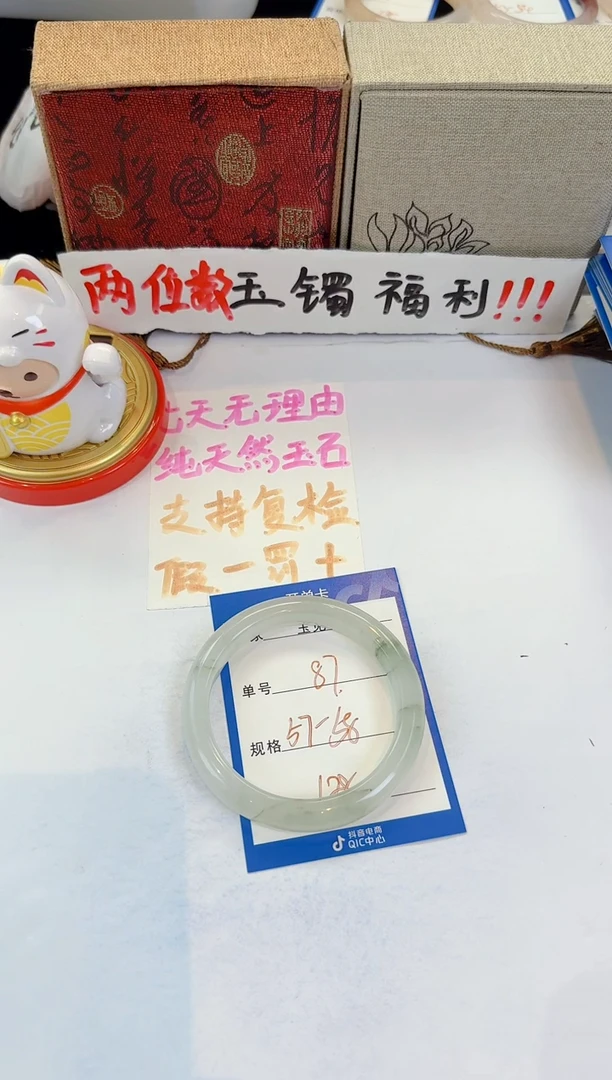 两位数玉镯福利!!!
七天无理由
纯天然玉石
支持复检
假一罚十
单号 87
规格 57-58
128
抖音电商
QIC中心